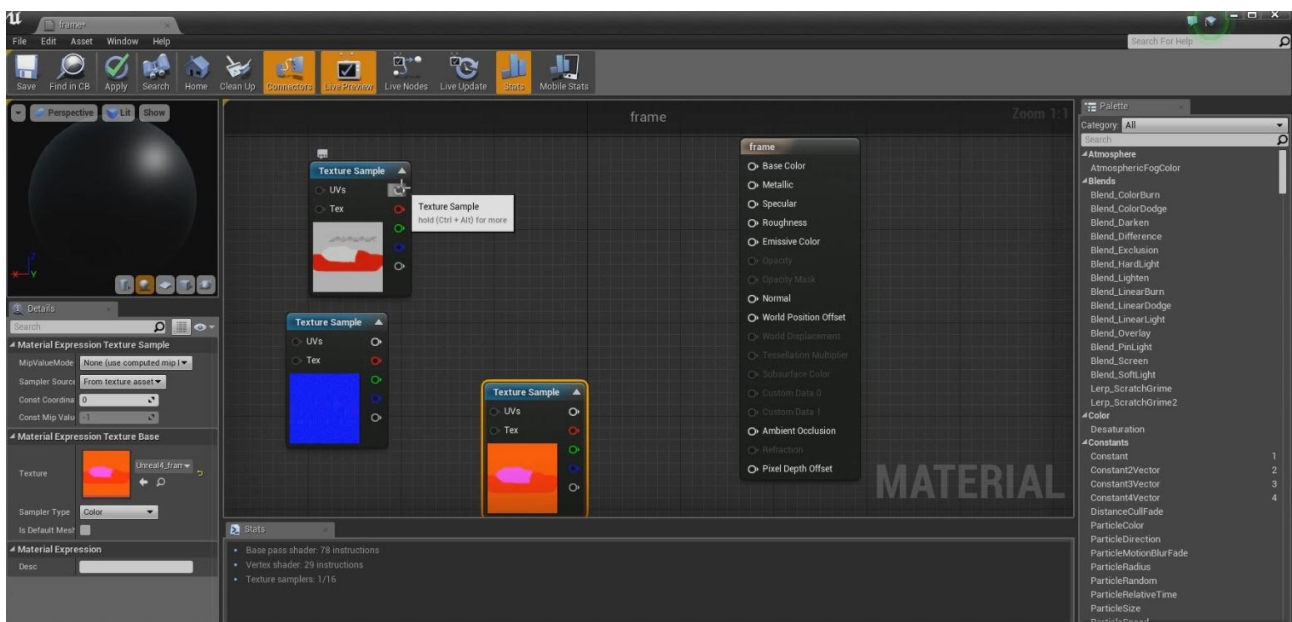 frame
File Edit Asset Window Help
Search For Help
Save Find in CB Apply Search Home Clean Up Connectors Live Preview Live Nodes Live Update Stats Mobile Stats
Perspective Lit Show
frame
Zoom 1:1
Texture Sample
UVs
Tex
Texture Sample
hold (Ctrl + Alt) for more
Texture Sample
UVs
Tex
Texture Sample
UVs
Tex
frame
Base Color
Metallic
Specular
Roughness
Emissive Color
Opacity
Opacity Mask
Normal
World Position Offset
World Displacement
Tessellation Multiplier
Subsurface Color
Custom Data 0
Custom Data 1
Ambient Occlusion
Refraction
Pixel Depth Offset
MATERIAL
Z
Y
Details
Search
Material Expression Texture Sample
MipValueMode None (use computed mip l
Sampler Source From texture asset
Const Coordina 0
Const Mip Valu -1
Material Expression Texture Base
Texture Unreal4_fram
Sampler Type Color
Is Default Mesh
Material Expression
Desc
Stats
Base pass shader: 78 instructions
Vertex shader: 29 instructions
Texture samplers: 1/16
Palette
Category: All
Search
Atmosphere
AtmosphericFogColor
Blends
Blend_ColorBurn
Blend_ColorDodge
Blend_Darken
Blend_Difference
Blend_Exclusion
Blend_HardLight
Blend_Lighten
Blend_LinearBurn
Blend_LinearDodge
Blend_LinearLight
Blend_Overlay
Blend_PinLight
Blend_Screen
Blend_SoftLight
Lerp_ScratchGrime
Lerp_ScratchGrime2
Color
Desaturation
Constants
Constant 1
Constant2Vector 2
Constant3Vector 3
Constant4Vector 4
DistanceCullFade
ParticleColor
ParticleDirection
ParticleMotionBlurFade
ParticleRadius
ParticleRandom
ParticleRelativeTime
ParticleSize
ParticleSpeed